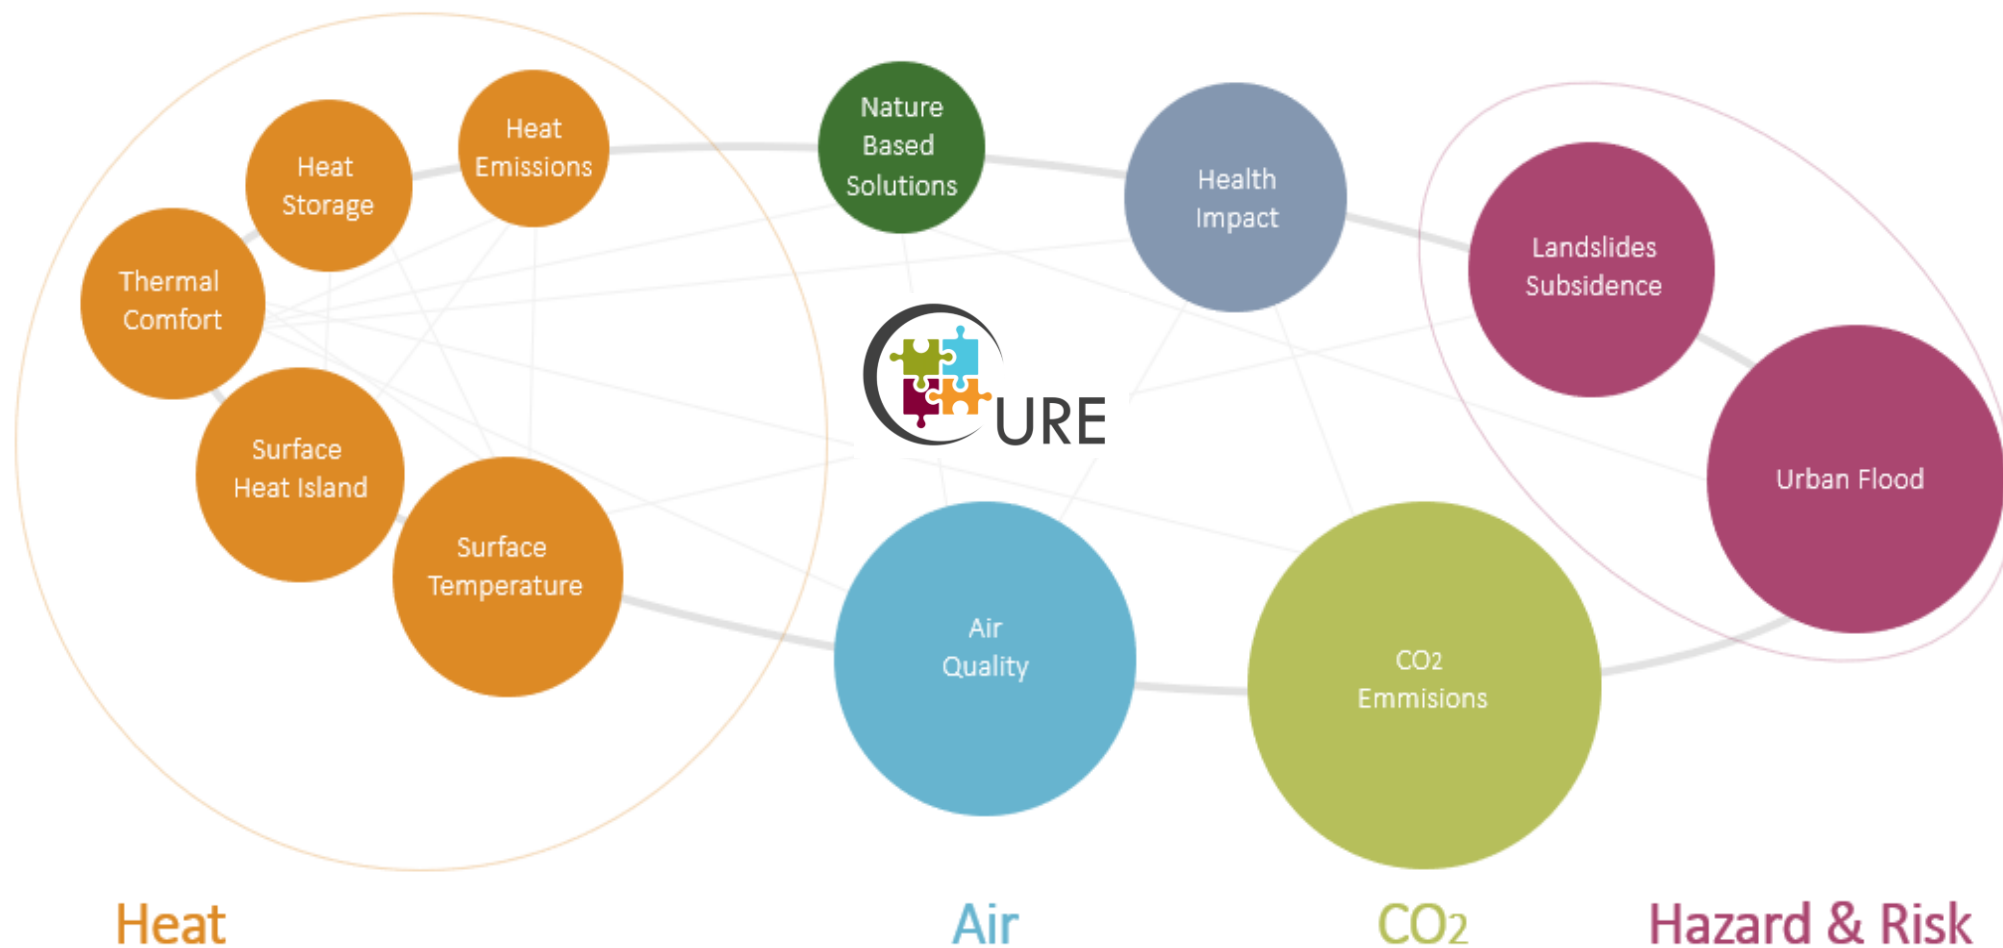 Heat
Emissions
Heat
Storage
Thermal
Comfort
Surface
Heat Island
Surface
Temperature
Nature
Based
Solutions
Health
Impact
Landslides
Subsidence
Urban Flood
URE
Air
Quality
CO2
Emmisions
Heat
Air
CO2
Hazard & Risk